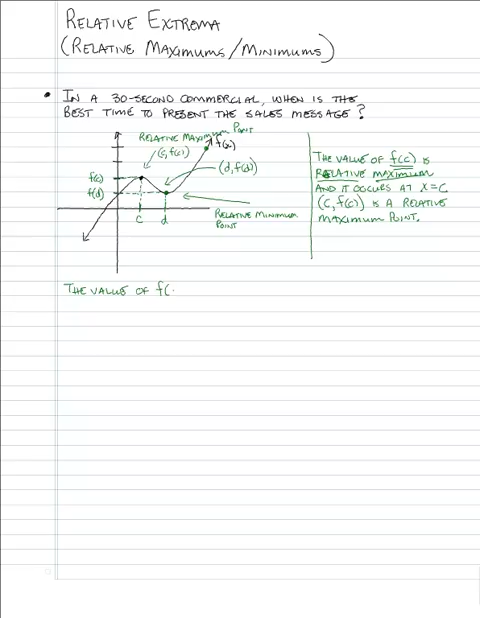 RELATIVE EXTREMA
(RELATIVE MAXIMUMS/MINIMUMS)
• IN A 30-SECOND COMMERCIAL, WHEN IS THE
BEST TIME TO PRESENT THE SALES MESSAGE?
RELATIVE MAXIMUM POINT
(c, f(c))
f(x)
(d, f(d))
f(c)
f(d)
c
d
RELATIVE MINIMUM
POINT
THE VALUE OF f(c) IS
RELATIVE MAXIMUM
AND IT OCCURS AT X=C
(C, f(c)) IS A RELATIVE
MAXIMUM POINT.
THE VALUE OF f(